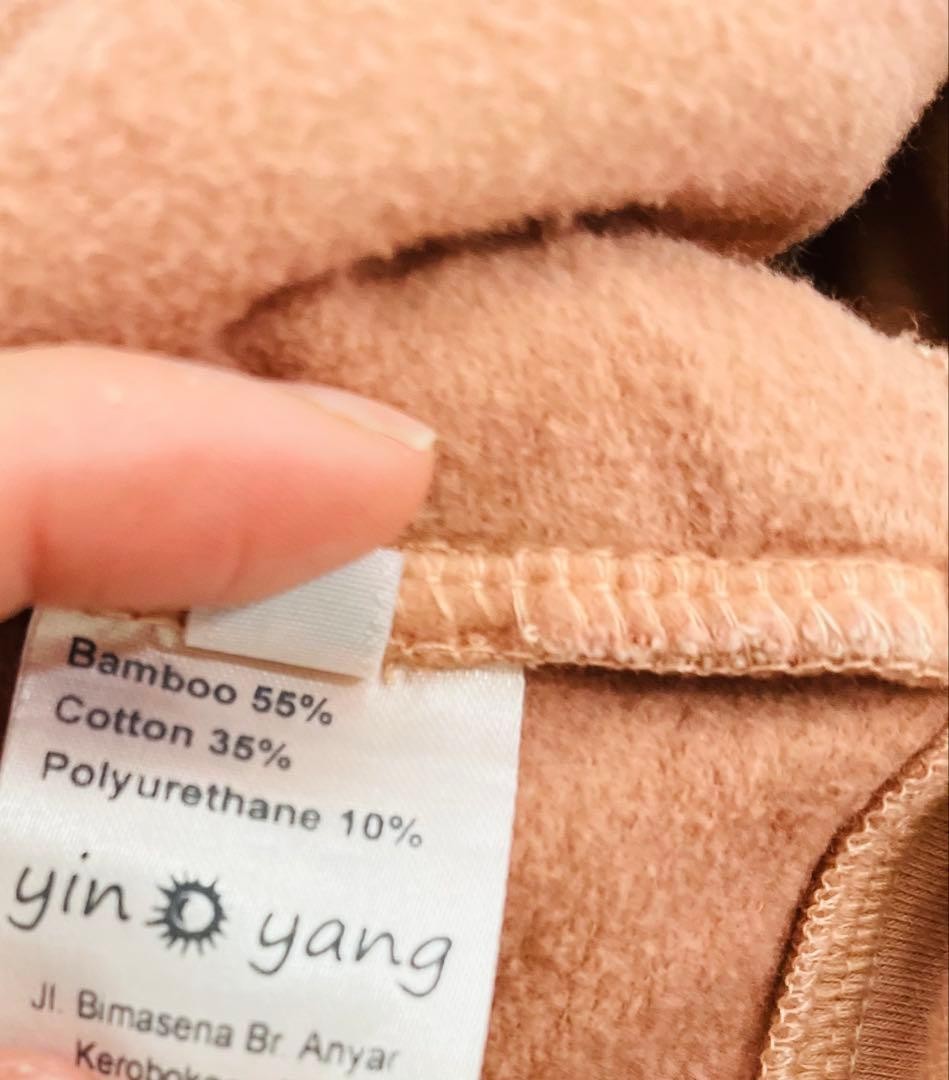 Bamboo 55%
Cotton 35%
Polyurethane 10%
yin yang
Jl. Bimasena Br. Anyar